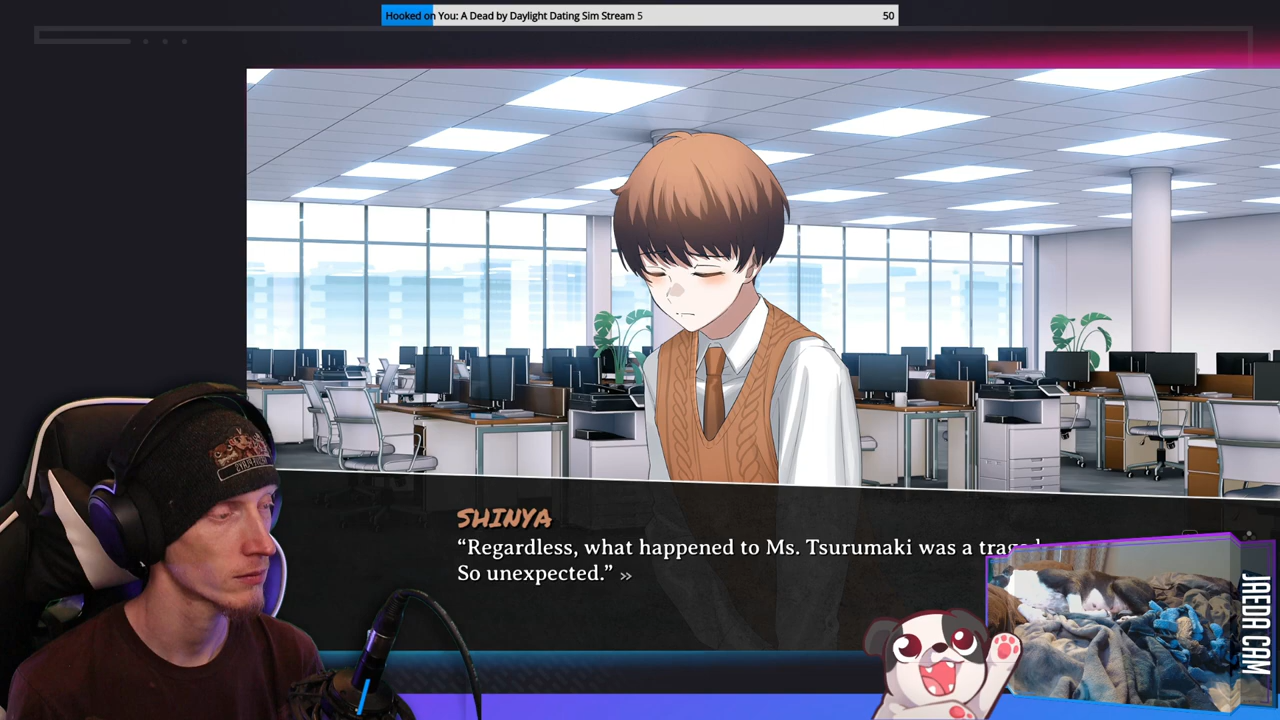 Hooked on You: A Dead by Daylight Dating Sim Stream 5 50
SHINYA
“Regardless, what happened to Ms. Tsurumaki was a
So unexpected.” »
JAEDA CAM